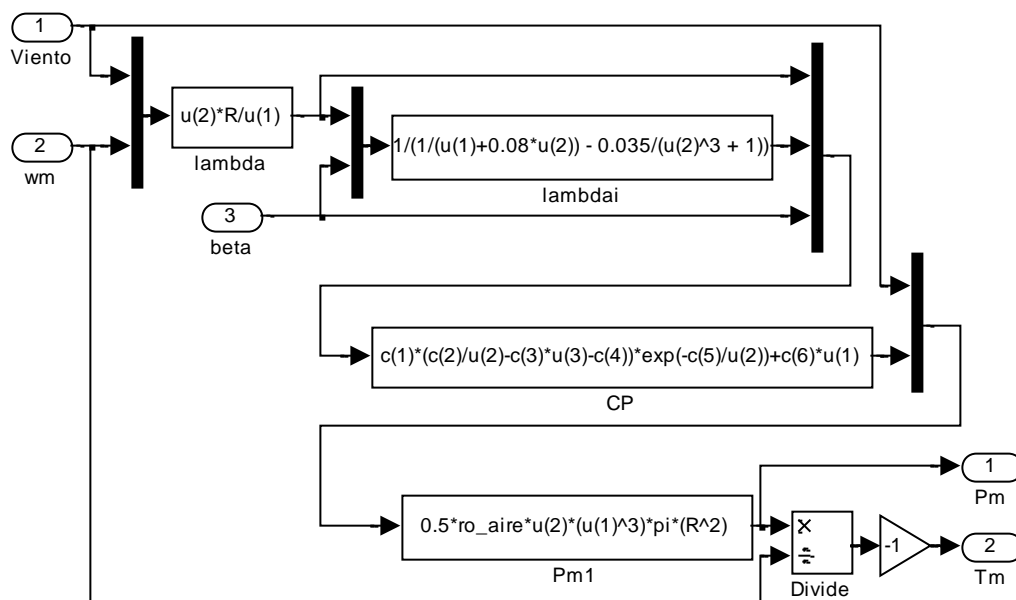 1
Viento
2
wm
u(2)*R/u(1)
lambda
1/(1/(u(1)+0.08*u(2)) - 0.035/(u(2)^3 + 1))
lambdai
3
beta
c(1)*(c(2)/u(2)-c(3)*u(3)-c(4))*exp(-c(5)/u(2))+c(6)*u(1)
CP
0.5*ro_aire*u(2)*(u(1)^3)*pi*(R^2)
Pm1
×
÷
Divide
-1
1
Pm
2
Tm